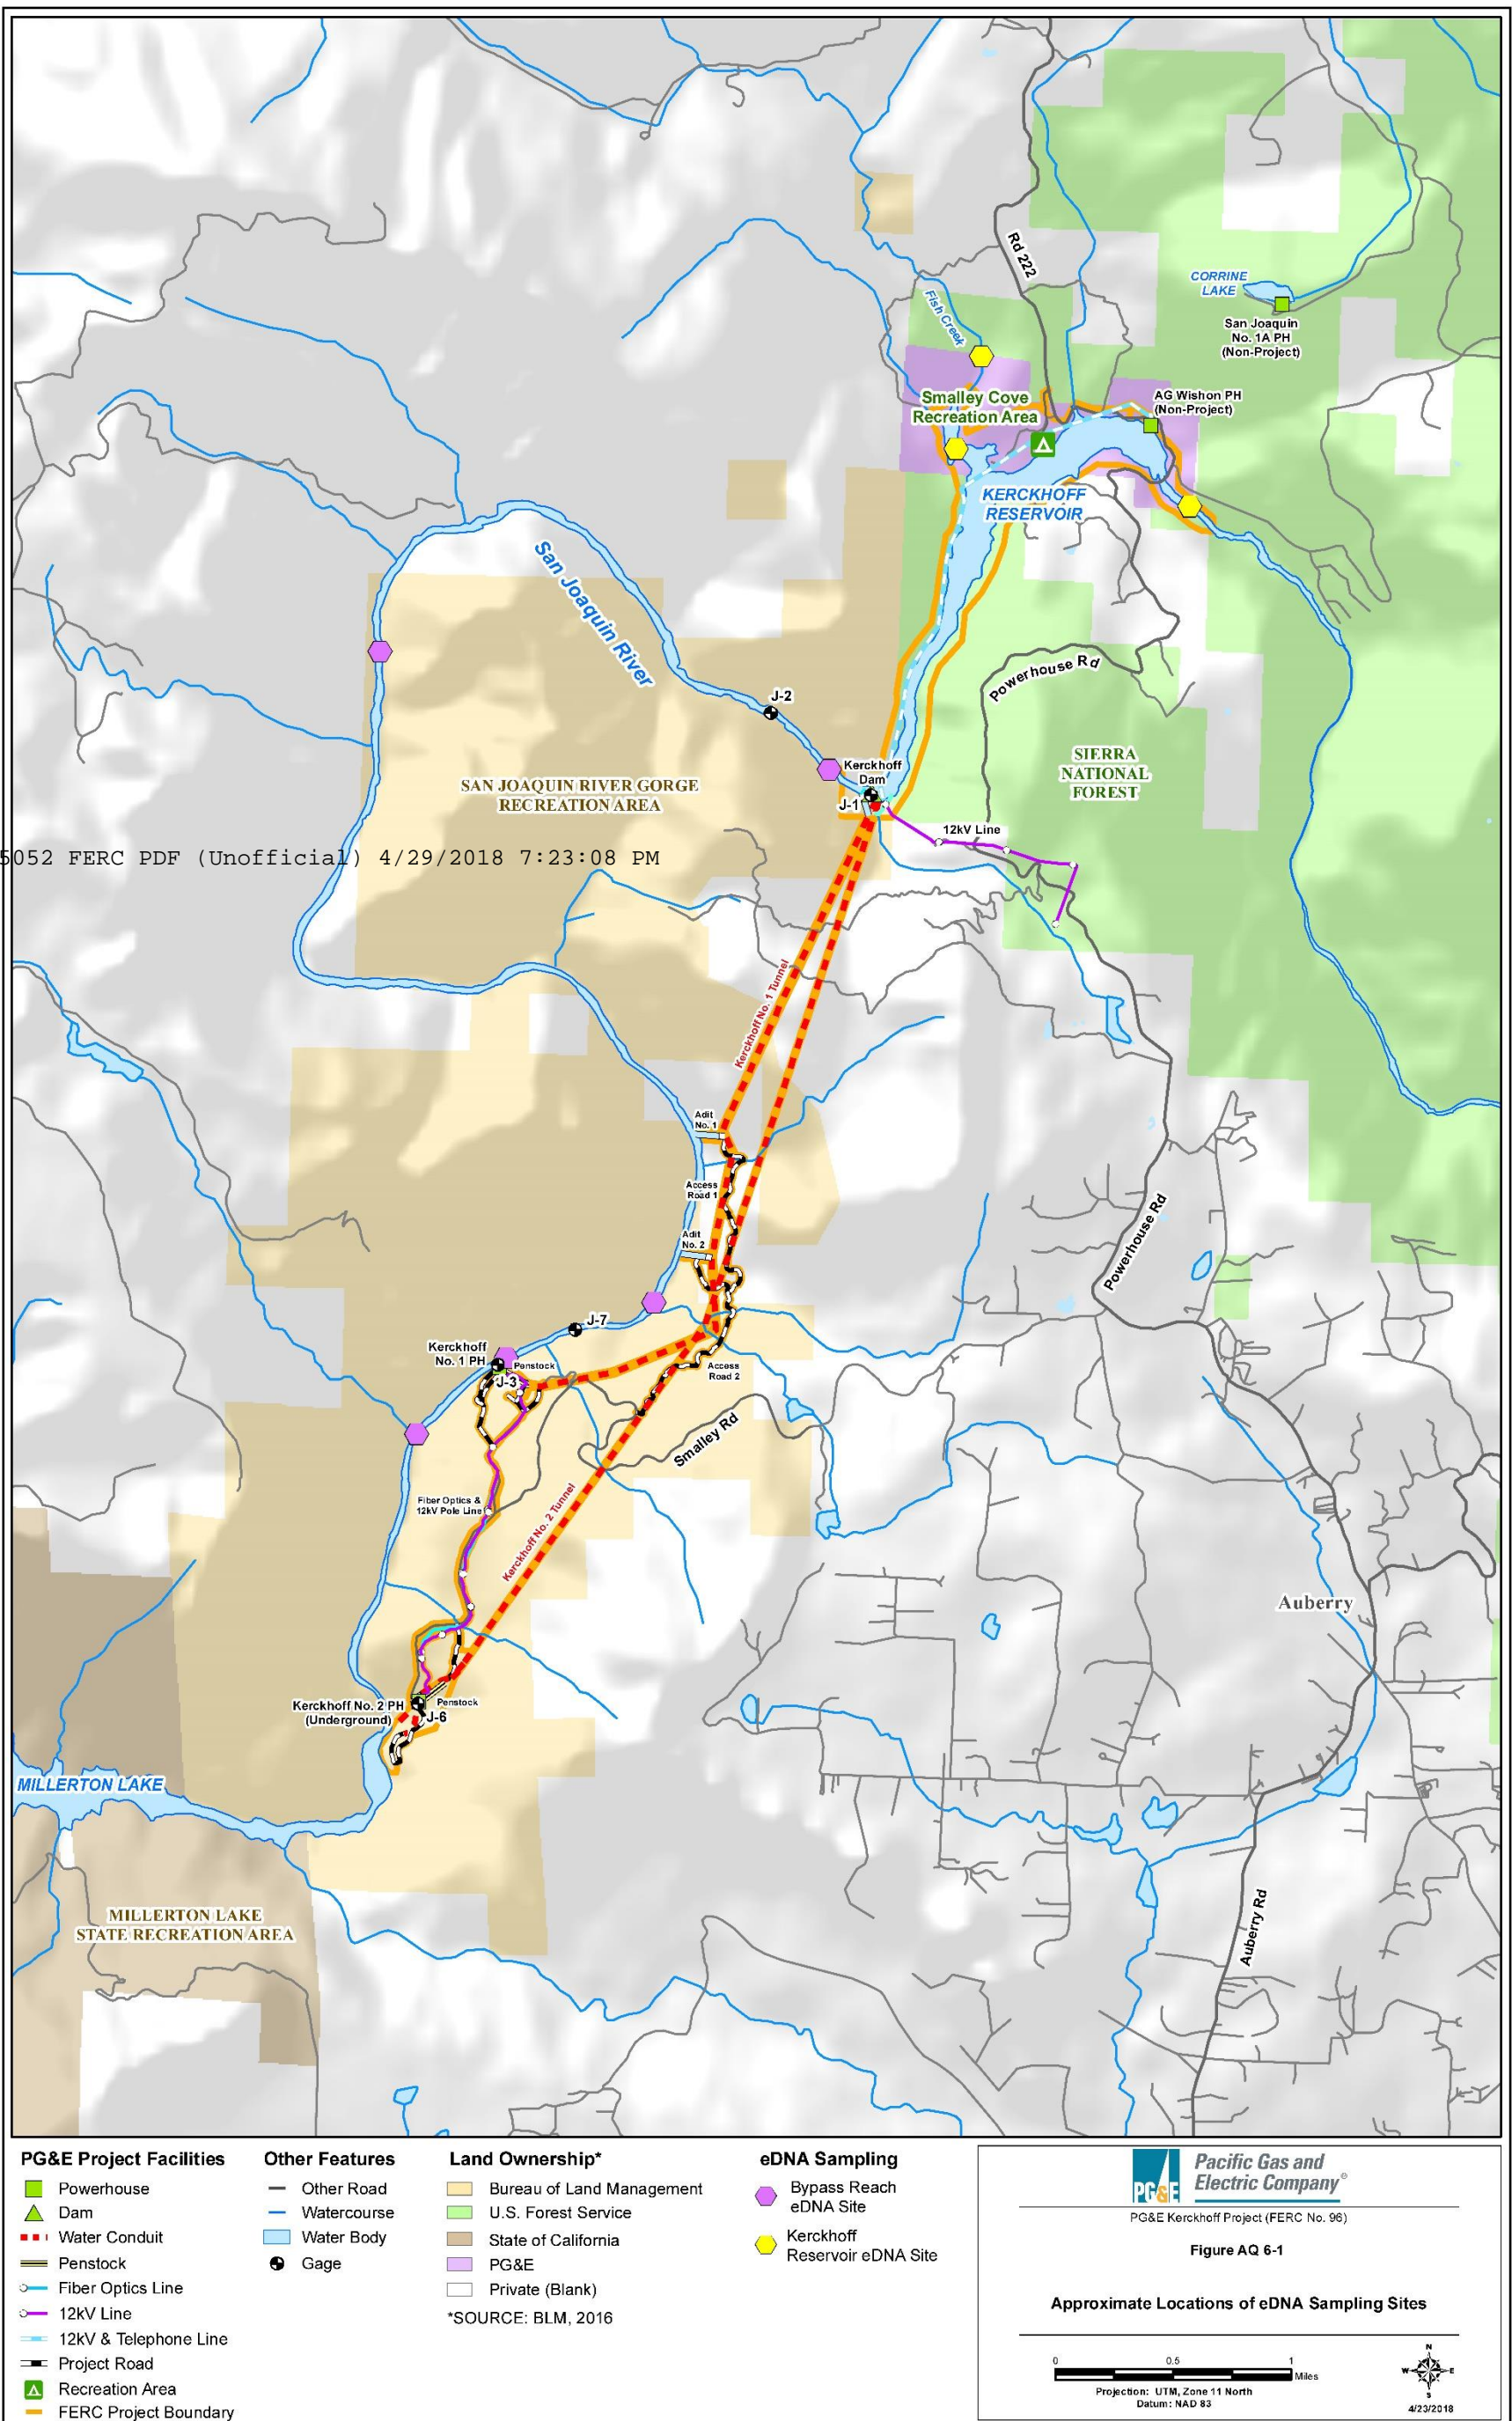 Rd 222
CORRINE
LAKE
San Joaquin
No. 1A PH
(Non-Project)
Fish Creek
Smalley Cove
Recreation Area
AG Wishon PH
(Non-Project)
KERCKHOFF
RESERVOIR
San Joaquin River
Powerhouse Rd
J-2
SIERRA
NATIONAL
FOREST
SAN JOAQUIN RIVER GORGE
RECREATION AREA
Kerckhoff
Dam
J-1
12kV Line
5052 FERC PDF (Unofficial) 4/29/2018 7:23:08 PM
Kerckhoff No. 1 Tunnel
Adit
No. 1
Access
Road 1
Powerhouse Rd
Adit
No. 2
J-7
Kerckhoff
No. 1 PH
Penstock
J-3
Access
Road 2
Smalley Rd
Fiber Optics &
12kV Pole Line
Kerckhoff No. 2 Tunnel
Auberry
Kerckhoff No. 2 PH
(Underground)
Penstock
J-6
MILLERTON LAKE
MILLERTON LAKE
STATE RECREATION AREA
Auberry Rd
PG&E Project Facilities
Powerhouse
Dam
Water Conduit
Penstock
Fiber Optics Line
12kV Line
12kV & Telephone Line
Project Road
Recreation Area
FERC Project Boundary
Other Features
Other Road
Watercourse
Water Body
Gage
Land Ownership*
Bureau of Land Management
U.S. Forest Service
State of California
PG&E
Private (Blank)
*SOURCE: BLM, 2016
eDNA Sampling
Bypass Reach
eDNA Site
Kerckhoff
Reservoir eDNA Site
PG&E
Pacific Gas and
Electric Company®
PG&E Kerckhoff Project (FERC No. 96)
Figure AQ 6-1
Approximate Locations of eDNA Sampling Sites
0 0.5 1
Miles
Projection: UTM, Zone 11 North
Datum: NAD 83
N
W E
S
4/23/2018